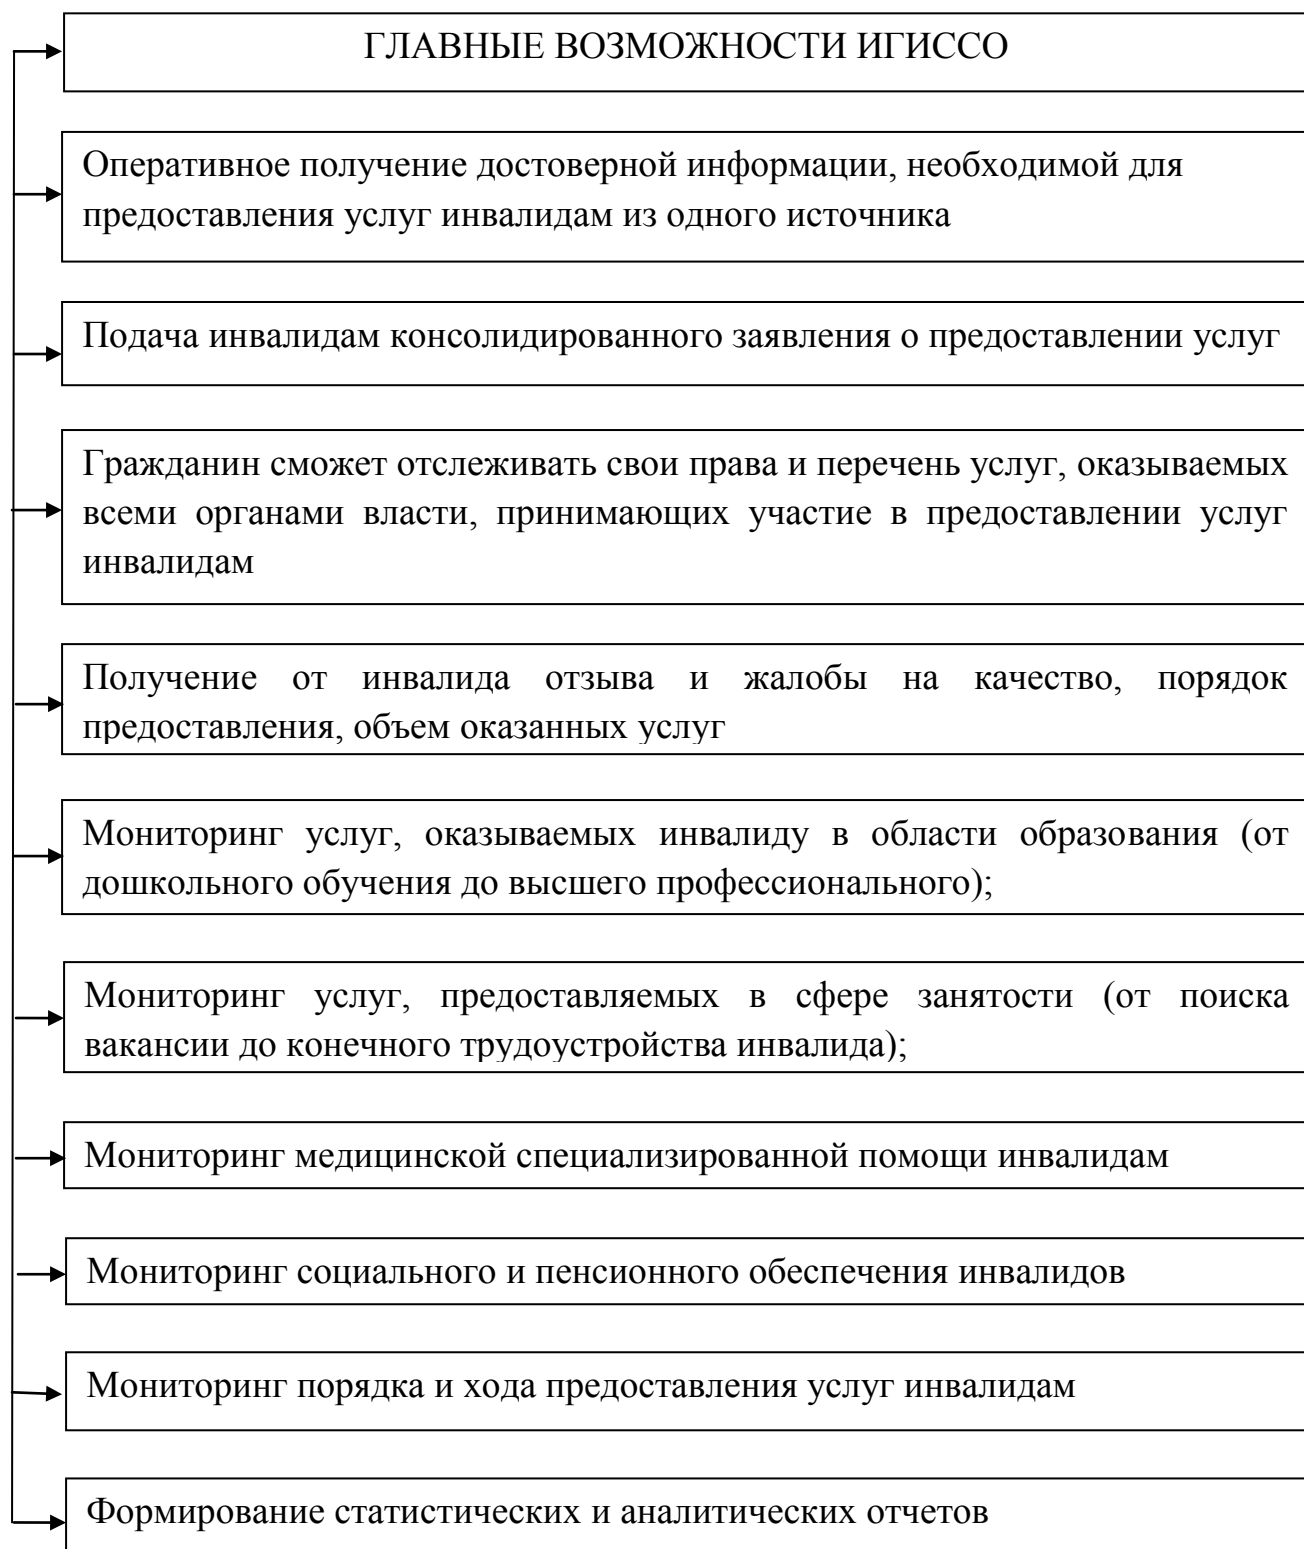 ГЛАВНЫЕ ВОЗМОЖНОСТИ ИГИССО
Оперативное получение достоверной информации, необходимой для
предоставления услуг инвалидам из одного источника
Подача инвалидам консолидированного заявления о предоставлении услуг
Гражданин сможет отслеживать свои права и перечень услуг, оказываемых
всеми органами власти, принимающих участие в предоставлении услуг
инвалидам
Получение от инвалида отзыва и жалобы на качество, порядок
предоставления, объем оказанных услуг
Мониторинг услуг, оказываемых инвалиду в области образования (от
дошкольного обучения до высшего профессионального);
Мониторинг услуг, предоставляемых в сфере занятости (от поиска
вакансии до конечного трудоустройства инвалида);
Мониторинг медицинской специализированной помощи инвалидам
Мониторинг социального и пенсионного обеспечения инвалидов
Мониторинг порядка и хода предоставления услуг инвалидам
Формирование статистических и аналитических отчетов